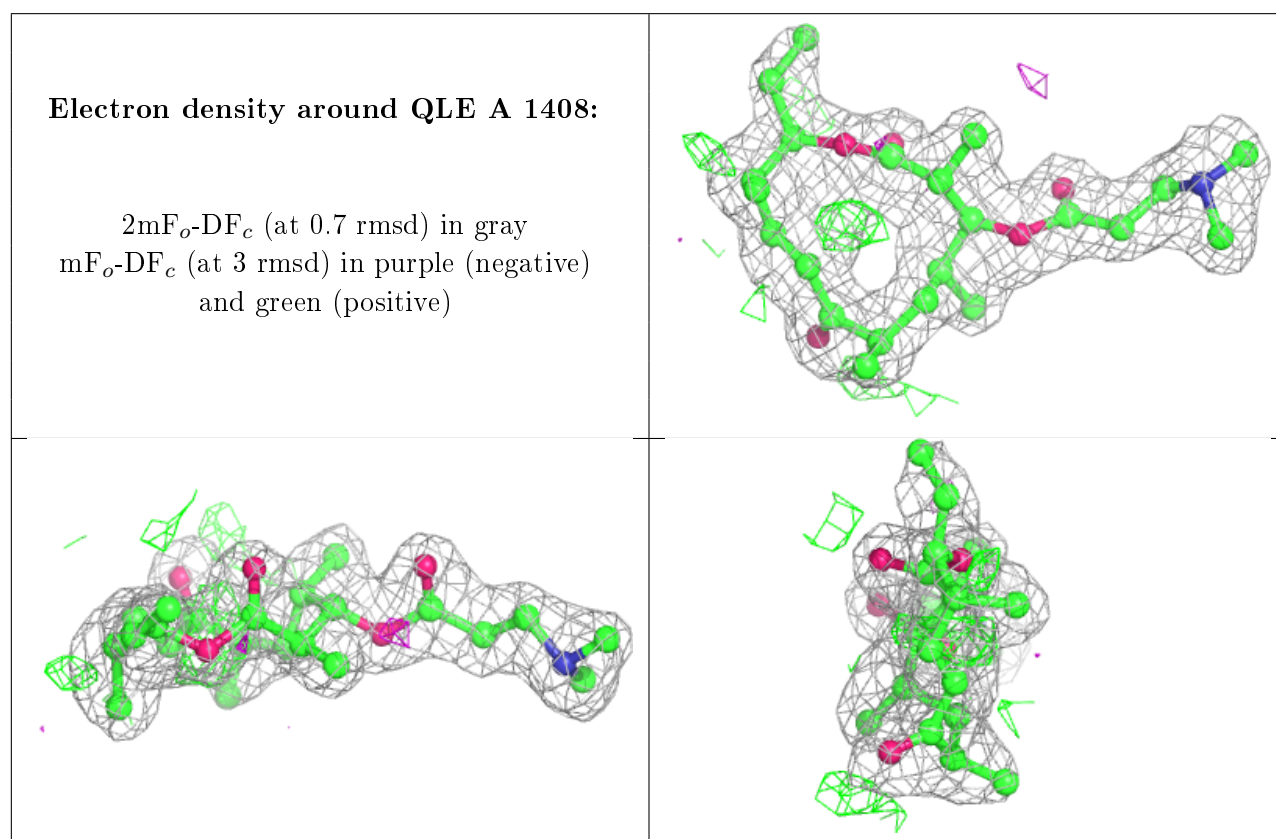 Electron density around QLE A 1408:
2mFₒ-DF𝑐 (at 0.7 rmsd) in gray
mFₒ-DF𝑐 (at 3 rmsd) in purple (negative)
and green (positive)